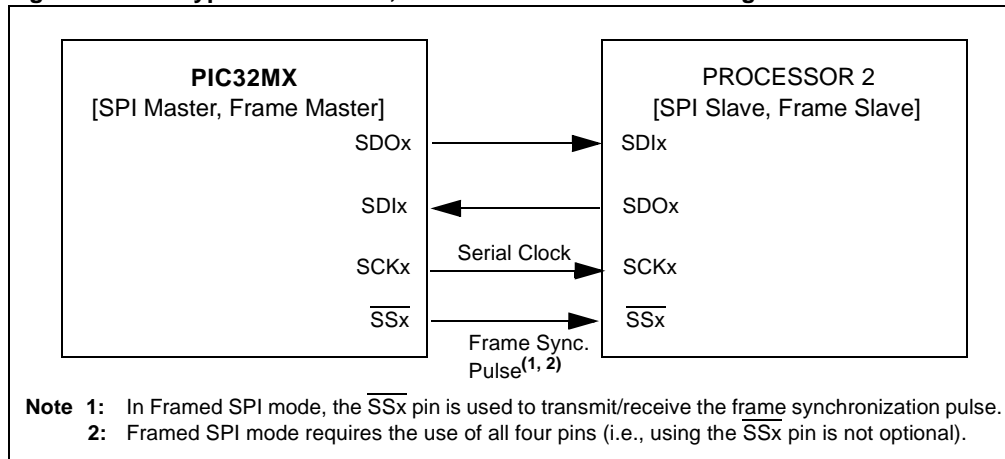 PIC32MX
[SPI Master, Frame Master]
SDOx
SDIx
SCKx
SSx
PROCESSOR 2
[SPI Slave, Frame Slave]
SDIx
SDOx
SCKx
SSx
Serial Clock
Frame Sync.
Pulse(1, 2)
Note 1: In Framed SPI mode, the SSx pin is used to transmit/receive the frame synchronization pulse.
2: Framed SPI mode requires the use of all four pins (i.e., using the SSx pin is not optional).